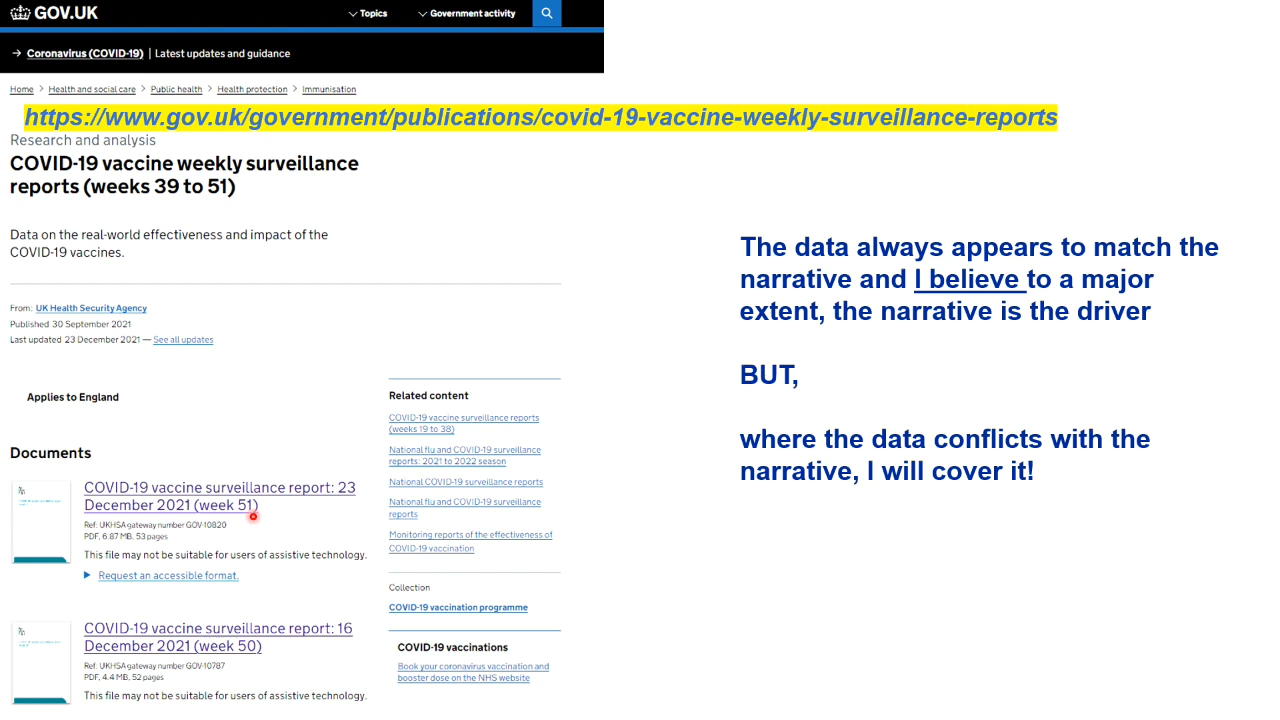 GOV.UK
Topics
Government activity
→ Coronavirus (COVID-19) | Latest updates and guidance
Home > Health and social care > Public health > Health protection > Immunisation
https://www.gov.uk/government/publications/covid-19-vaccine-weekly-surveillance-reports
Research and analysis
COVID-19 vaccine weekly surveillance
reports (weeks 39 to 51)
Data on the real-world effectiveness and impact of the
COVID-19 vaccines.
From: UK Health Security Agency
Published 30 September 2021
Last updated 23 December 2021 — See all updates
Applies to England
Documents
COVID-19 vaccine surveillance report: 23
December 2021 (week 51)
Ref: UKHSA gateway number GOV-10820
PDF, 6.87 MB, 53 pages
This file may not be suitable for users of assistive technology.
Request an accessible format.
COVID-19 vaccine surveillance report: 16
December 2021 (week 50)
Ref: UKHSA gateway number GOV-10787
PDF, 4.4 MB, 52 pages
This file may not be suitable for users of assistive technology.
Related content
COVID-19 vaccine surveillance reports
(weeks 19 to 38)
National flu and COVID-19 surveillance
reports: 2021 to 2022 season
National COVID-19 surveillance reports
National flu and COVID-19 surveillance
reports
Monitoring reports of the effectiveness of
COVID-19 vaccination
Collection
COVID-19 vaccination programme
COVID-19 vaccinations
Book your coronavirus vaccination and
booster dose on the NHS website
The data always appears to match the
narrative and I believe to a major
extent, the narrative is the driver
BUT,
where the data conflicts with the
narrative, I will cover it!